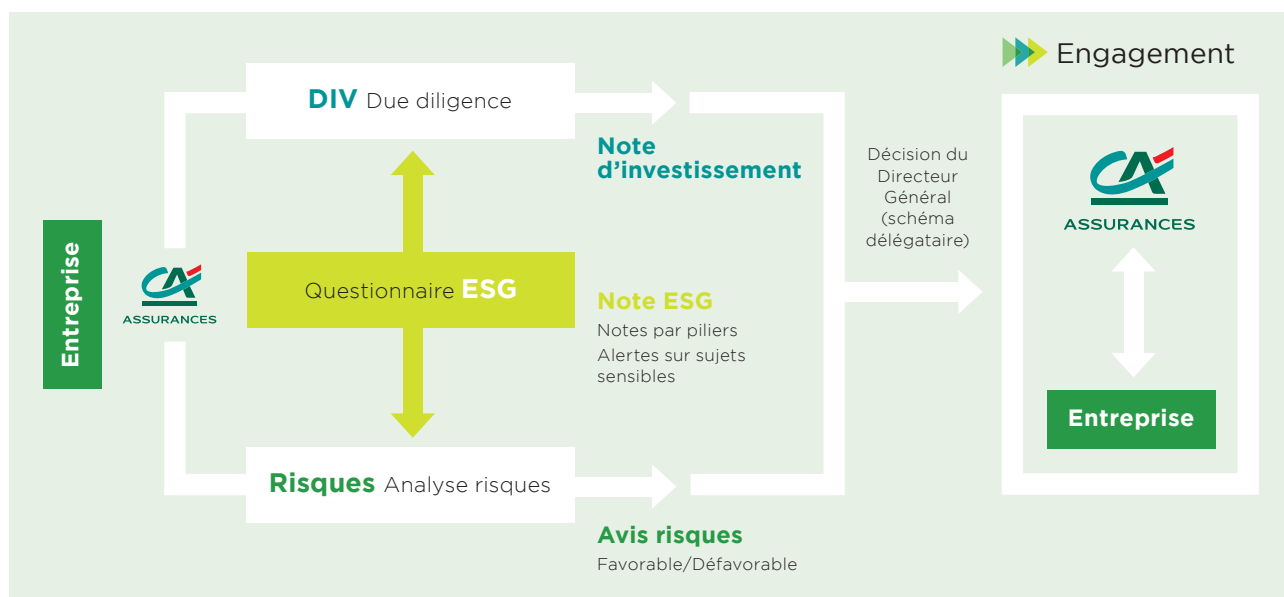 Engagement
DIV Due diligence
Note
d'investissement
Décision du
Directeur
Général
(schéma
délégataire)
CA
ASSURANCES
Entreprise
CA
ASSURANCES
Questionnaire ESG
Note ESG
Notes par piliers
Alertes sur sujets
sensibles
Entreprise
Risques Analyse risques
Avis risques
Favorable/Défavorable